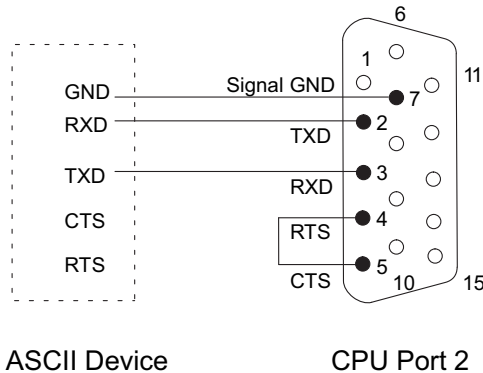 6
1
11
GND
Signal GND
7
RXD
2
TXD
TXD
3
RXD
CTS
4
RTS
RTS
5
CTS
10
15
ASCII Device
CPU Port 2